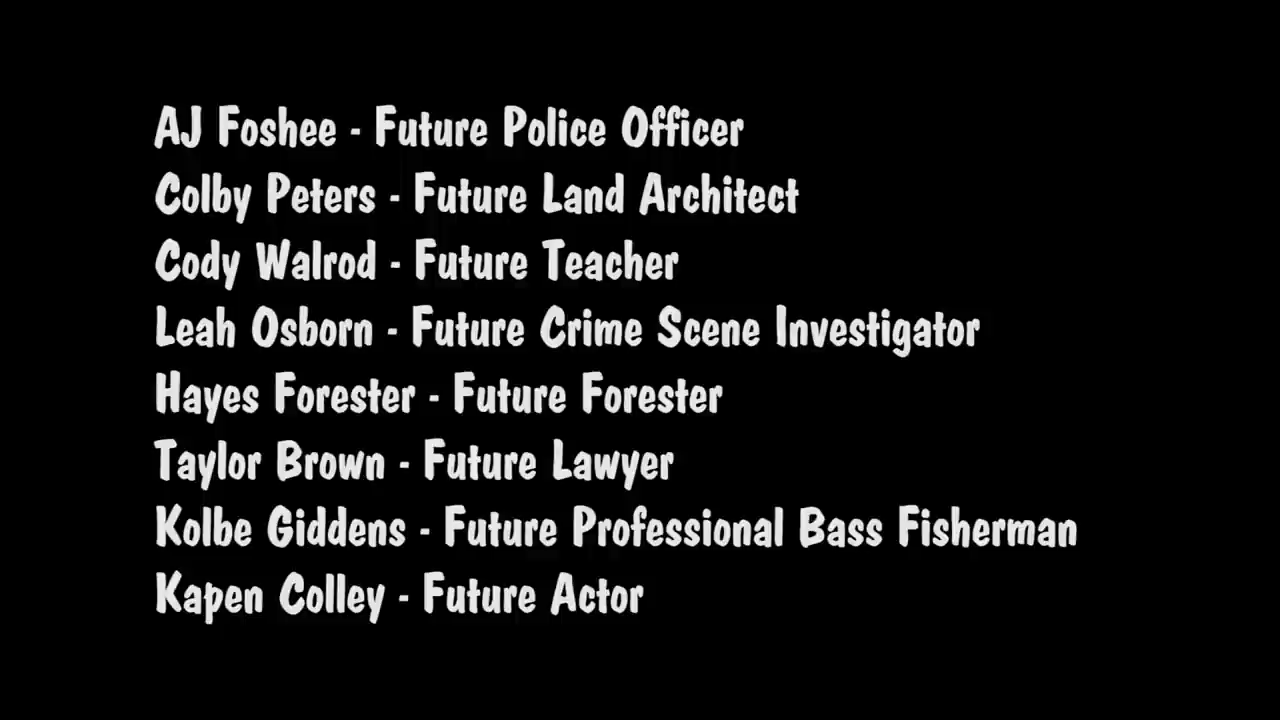 AJ Foshee - Future Police Officer
Colby Peters - Future Land Architect
Cody Walrod - Future Teacher
Leah Osborn - Future Crime Scene Investigator
Hayes Forester - Future Forester
Taylor Brown - Future Lawyer
Kolbe Giddens - Future Professional Bass Fisherman
Kapen Colley - Future Actor